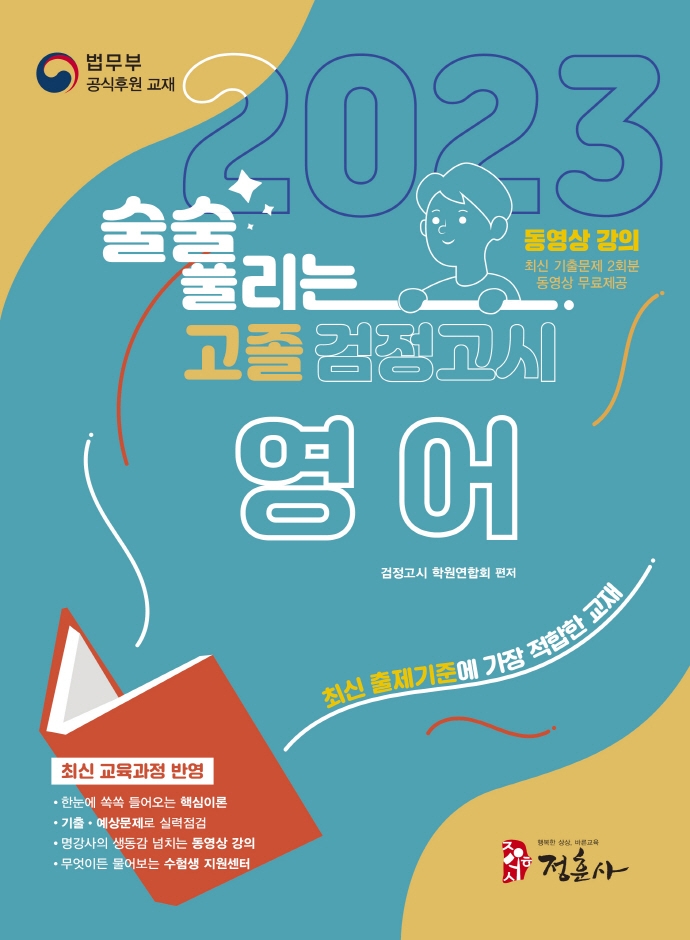 법무부
공식후원 교재
2023
술술
풀리는
동영상 강의
최신 기출문제 2회분
동영상 무료제공
고졸 검정고시
영어
검정고시 학원연합회 편저
최신 출제기준에 가장 적합한 교재
최신 교육과정 반영
• 한눈에 쏙쏙 들어오는 핵심이론
• 기출 • 예상문제로 실력점검
• 명강사의 생동감 넘치는 동영상 강의
• 무엇이든 물어보는 수험생 지원센터
행복한 상상, 바른교육
정훈사